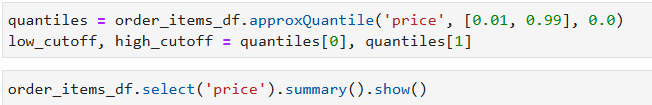 quantiles = order_items_df.approxQuantile('price', [0.01, 0.99], 0.0)
low_cutoff, high_cutoff = quantiles[0], quantiles[1]
order_items_df.select('price').summary().show()